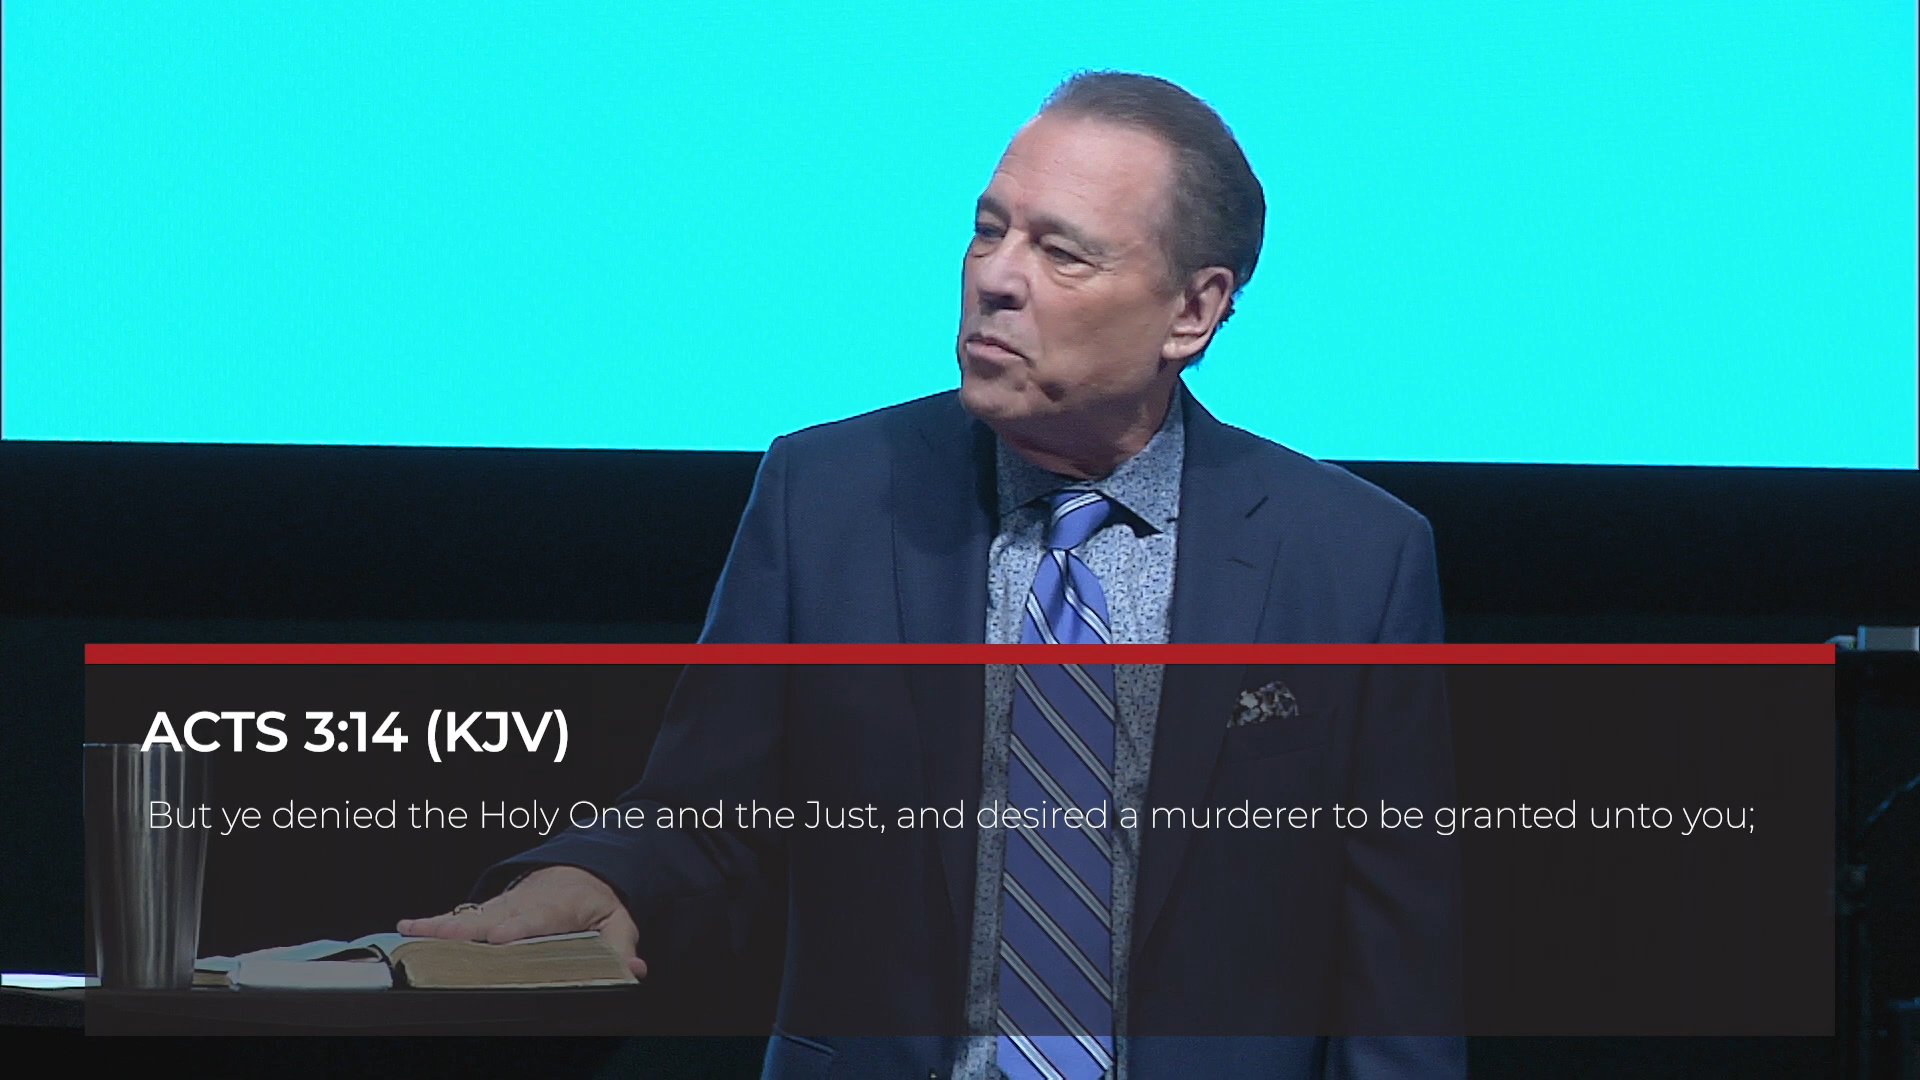 ACTS 3:14 (KJV)
But ye denied the Holy One and the Just, and desired a murderer to be granted unto you;